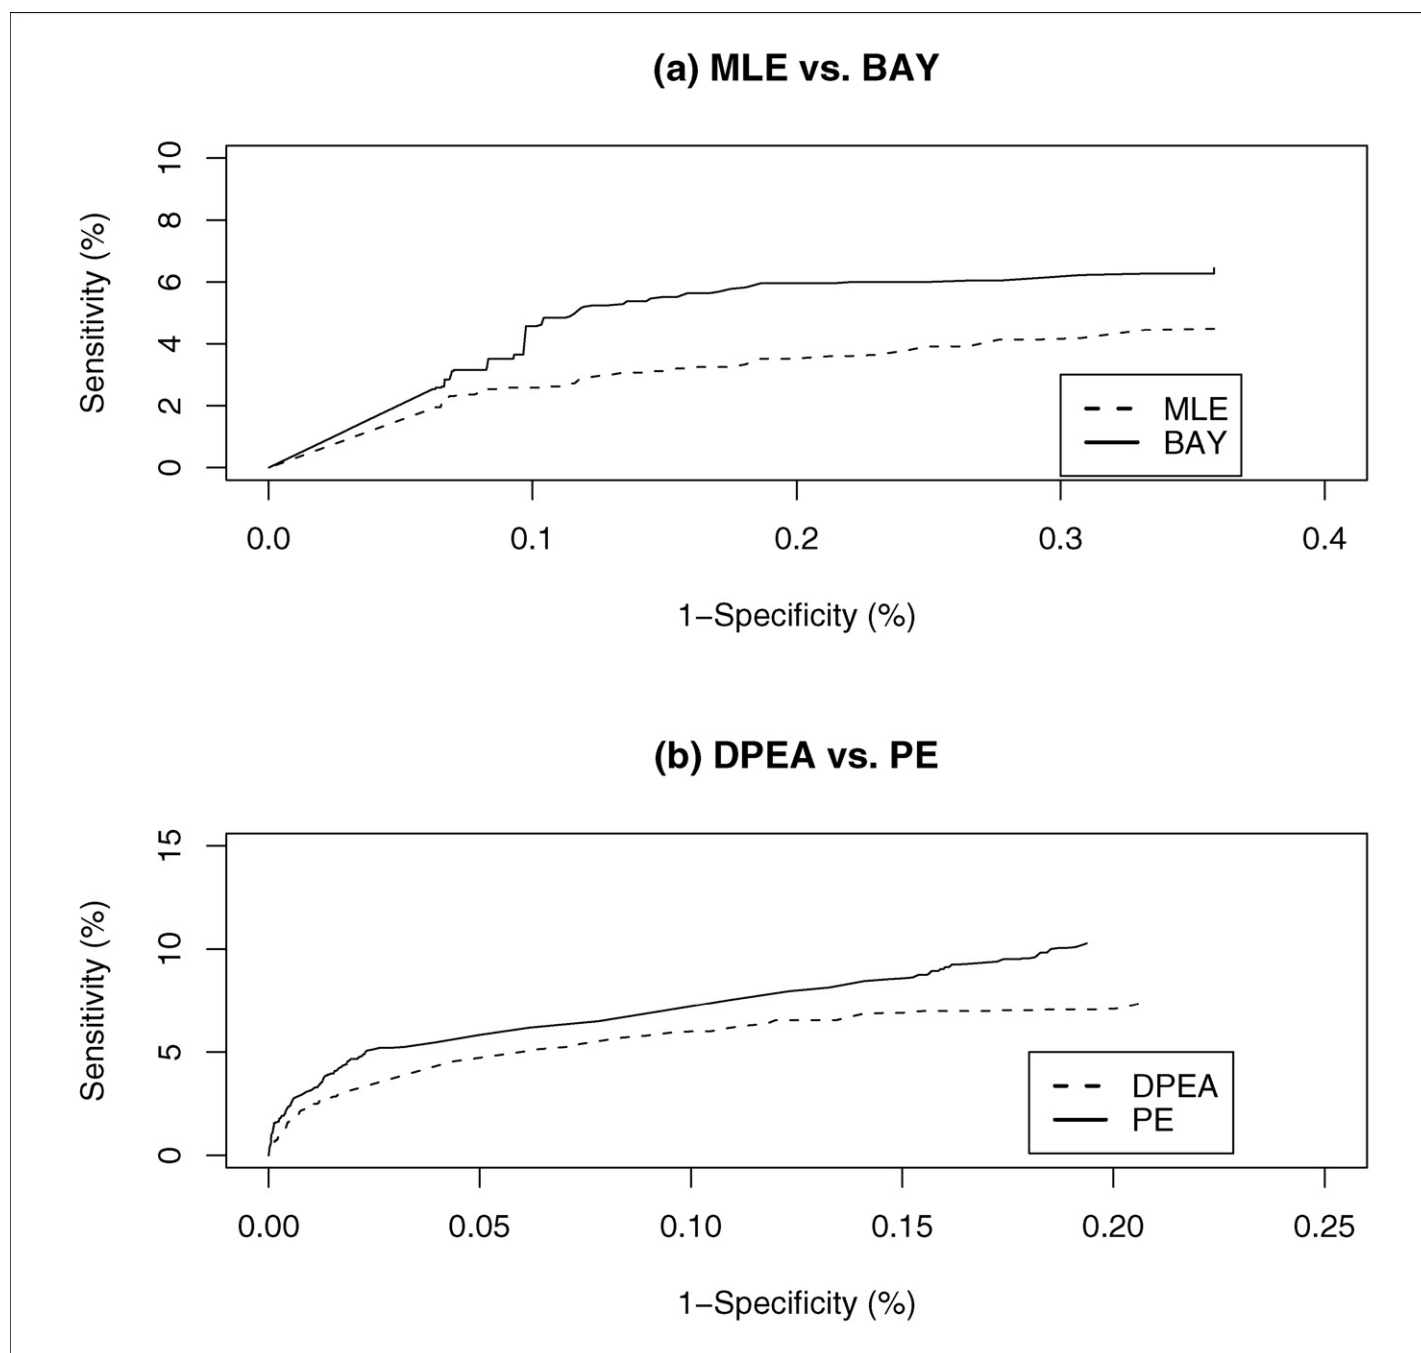 (a) MLE vs. BAY
10
8
6
4
2
0
Sensitivity (%)
MLE
BAY
0.0 0.1 0.2 0.3 0.4
1−Specificity (%)
(b) DPEA vs. PE
15
10
5
0
Sensitivity (%)
DPEA
PE
0.00 0.05 0.10 0.15 0.20 0.25
1−Specificity (%)